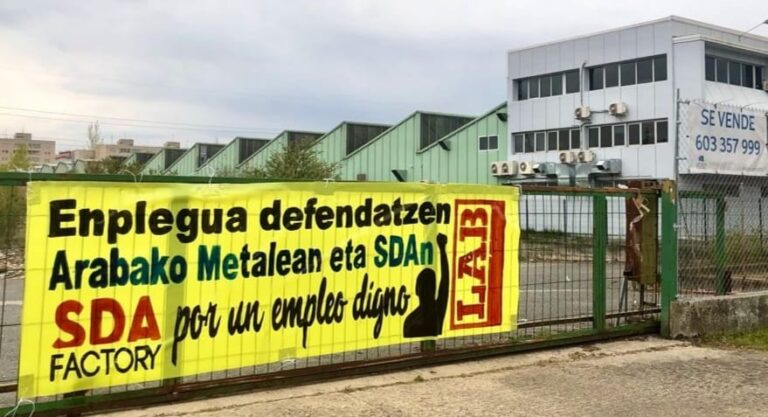 Enplegua defendatzen
Arabako Metalean eta SDAn
SDA
FACTORY
por un empleo digno
LAB
SE VENDE
603 357 999